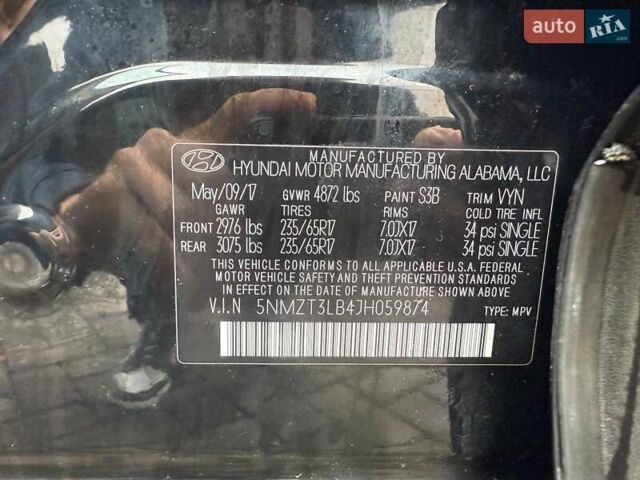 auto RIA .com
MANUFACTURED BY
HYUNDAI MOTOR MANUFACTURING ALABAMA, LLC
May/09/17 GVWR 4872 lbs PAINT S3B TRIM VYN
GAWR TIRES RIMS COLD TIRE INFL
FRONT 2976 lbs 235/65R17 7.0JX17 34 psi SINGLE
REAR 3075 lbs 235/65R17 7.0JX17 34 psi SINGLE
THIS VEHICLE CONFORMS TO ALL APPLICABLE U.S.A. FEDERAL
MOTOR VEHICLE SAFETY AND THEFT PREVENTION STANDARDS
IN EFFECT ON THE DATE OF MANUFACTURE SHOWN ABOVE.
V.I.N 5NMZT3LB4JH059874 TYPE: MPV